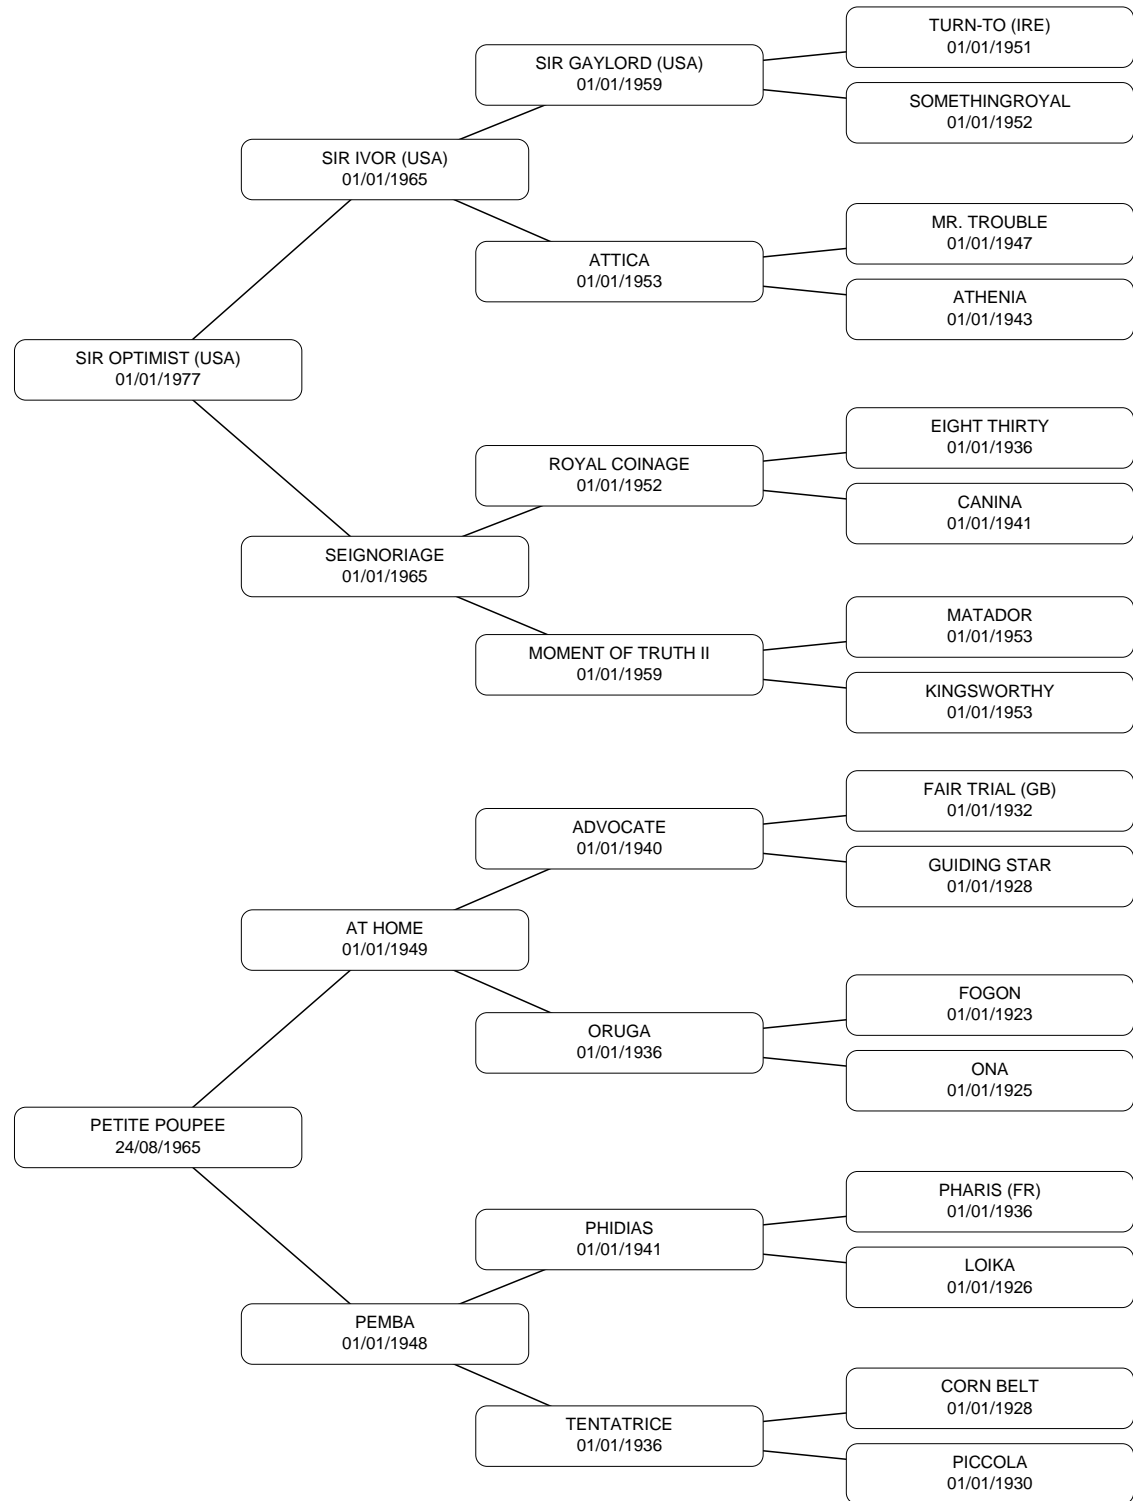 TURN-TO (IRE)
01/01/1951
SIR GAYLORD (USA)
01/01/1959
SOMETHINGROYAL
01/01/1952
SIR IVOR (USA)
01/01/1965
MR. TROUBLE
01/01/1947
ATTICA
01/01/1953
ATHENIA
01/01/1943
SIR OPTIMIST (USA)
01/01/1977
EIGHT THIRTY
01/01/1936
ROYAL COINAGE
01/01/1952
CANINA
01/01/1941
SEIGNORIAGE
01/01/1965
MATADOR
01/01/1953
MOMENT OF TRUTH II
01/01/1959
KINGSWORTHY
01/01/1953
FAIR TRIAL (GB)
01/01/1932
ADVOCATE
01/01/1940
GUIDING STAR
01/01/1928
AT HOME
01/01/1949
FOGON
01/01/1923
ORUGA
01/01/1936
ONA
01/01/1925
PETITE POUPEE
24/08/1965
PHARIS (FR)
01/01/1936
PHIDIAS
01/01/1941
LOIKA
01/01/1926
PEMBA
01/01/1948
CORN BELT
01/01/1928
TENTATRICE
01/01/1936
PICCOLA
01/01/1930